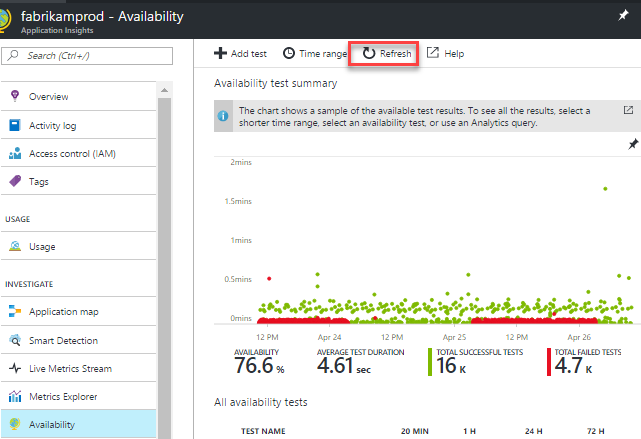 fabrikamprod - Availability
Application Insights
Search (Ctrl+/)
Overview
Activity log
Access control (IAM)
Tags
USAGE
Usage
INVESTIGATE
Application map
Smart Detection
Live Metrics Stream
Metrics Explorer
Availability
Add test
Time range
Refresh
Help
Availability test summary
The chart shows a sample of the available test results. To see all the results, select a
shorter time range, select an availability test, or use an Analytics query.
2mins
1.5mins
1mins
0.5mins
0mins
12 PM Apr 24 12 PM Apr 25 12 PM Apr 26
AVAILABILITY
76.6 %
AVERAGE TEST DURATION
4.61 sec
TOTAL SUCCESSFUL TESTS
16 K
TOTAL FAILED TESTS
4.7 K
All availability tests
TEST NAME 20 MIN 1 H 24 H 72 H